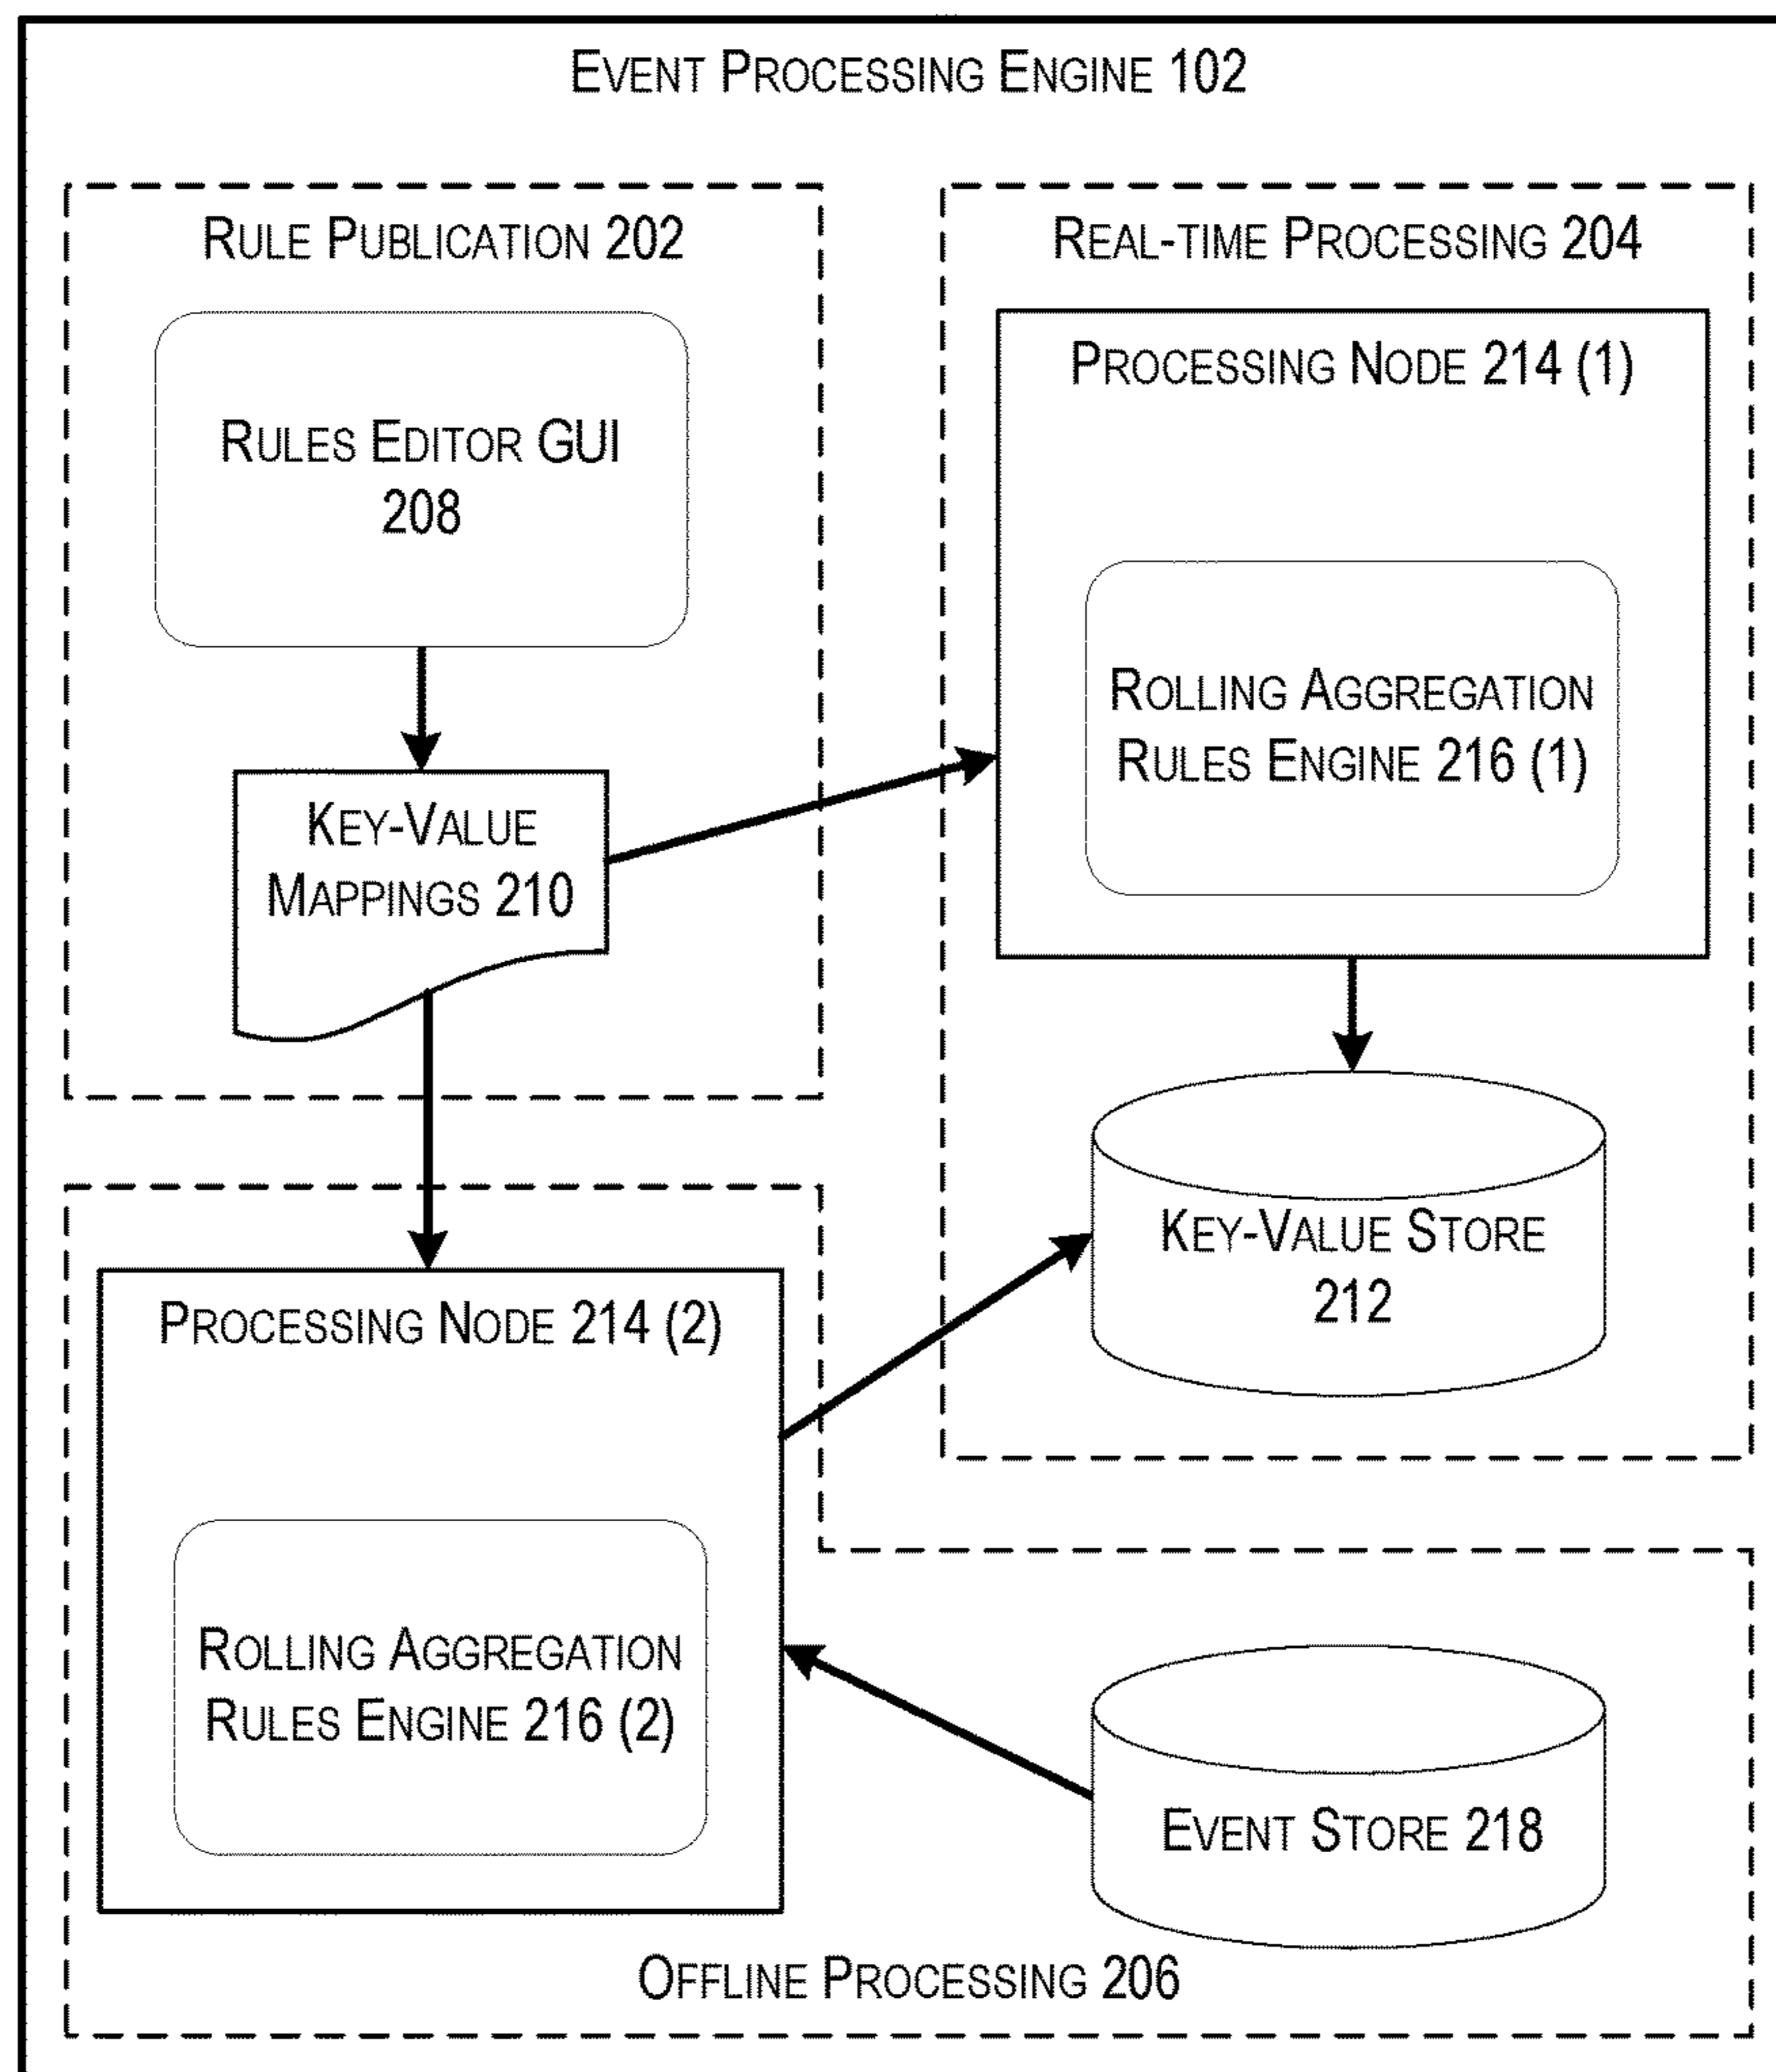 EVENT PROCESSING ENGINE 102
RULE PUBLICATION 202
RULES EDITOR GUI
208
KEY-VALUE
MAPPINGS 210
REAL-TIME PROCESSING 204
PROCESSING NODE 214 (1)
ROLLING AGGREGATION
RULES ENGINE 216 (1)
KEY-VALUE STORE
212
PROCESSING NODE 214 (2)
ROLLING AGGREGATION
RULES ENGINE 216 (2)
EVENT STORE 218
OFFLINE PROCESSING 206